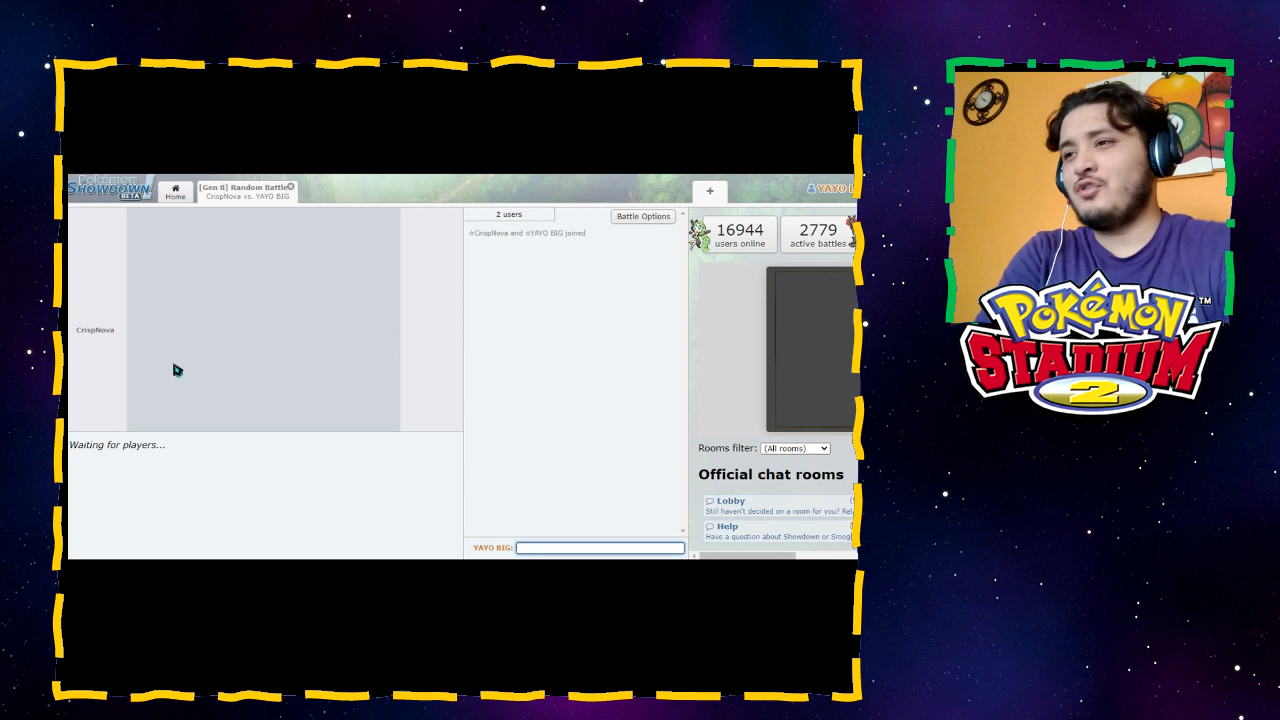 Pokémon
SHOWDOWN
BETA
Home
[Gen 8] Random Battle
CrispNova vs. YAYO BIG
+
YAYO
2 users
Battle Options
☆CrispNova and ☆YAYO BIG joined
16944
users online
2779
active battles
CrispNova
Waiting for players...
Rooms filter: (All rooms)
Official chat rooms
Lobby
Still haven't decided on a room for you?
Help
Have a question about Showdown or
YAYO BIG:
POKéMON
STADIUM
2
TM